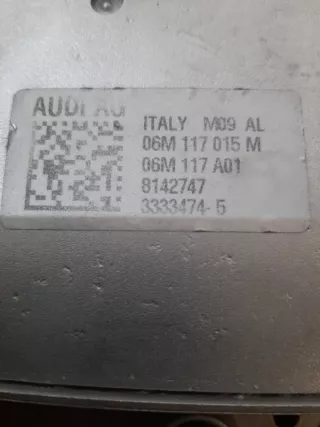 AUDI AG
ITALY M09 AL
06M 117 015 M
06M 117 A01
8142747
3333474-5